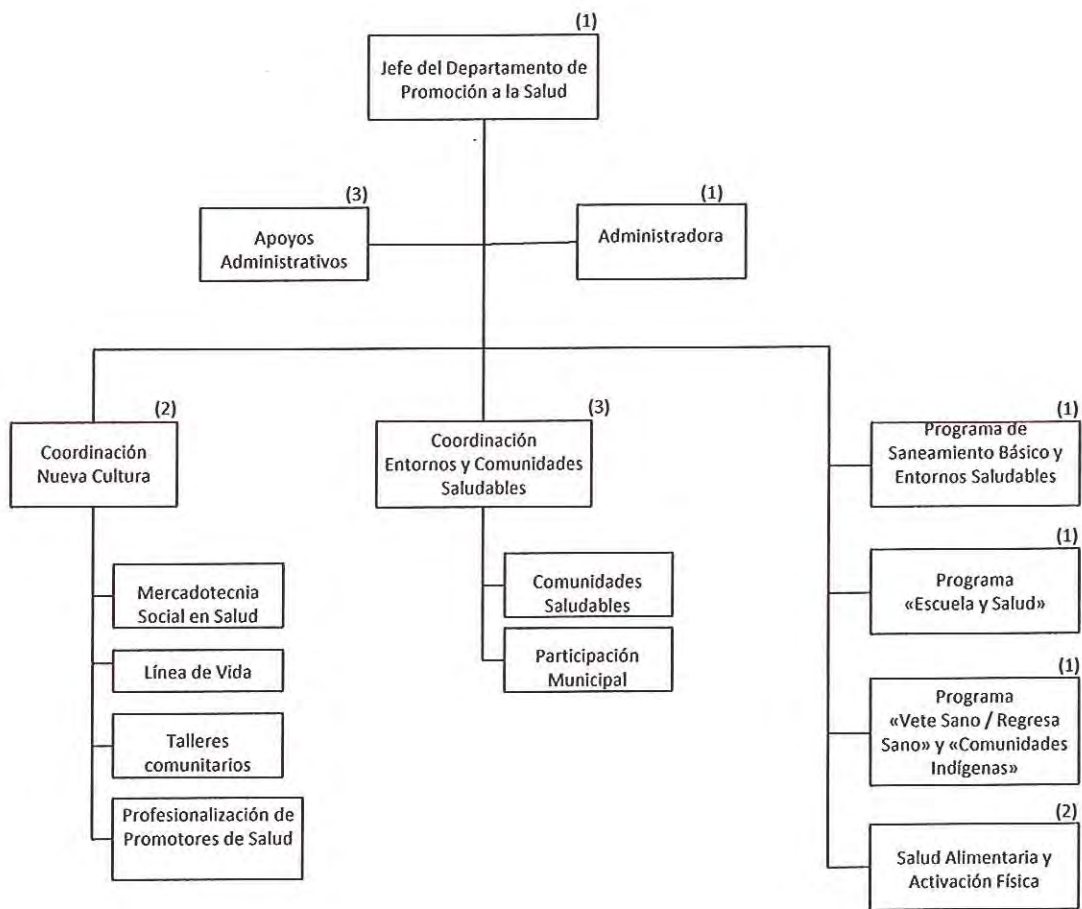 (1)
Jefe del Departamento de
Promoción a la Salud
(3)
Apoyos
Administrativos
(1)
Administradora
(2)
Coordinación
Nueva Cultura
Mercadotecnia
Social en Salud
Línea de Vida
Talleres
comunitarios
Profesionalización de
Promotores de Salud
(3)
Coordinación
Entornos y Comunidades
Saludables
Comunidades
Saludables
Participación
Municipal
(1)
Programa de
Saneamiento Básico y
Entornos Saludables
(1)
Programa
«Escuela y Salud»
(1)
Programa
«Vete Sano / Regresa
Sano» y «Comunidades
Indígenas»
(2)
Salud Alimentaria y
Activación Física